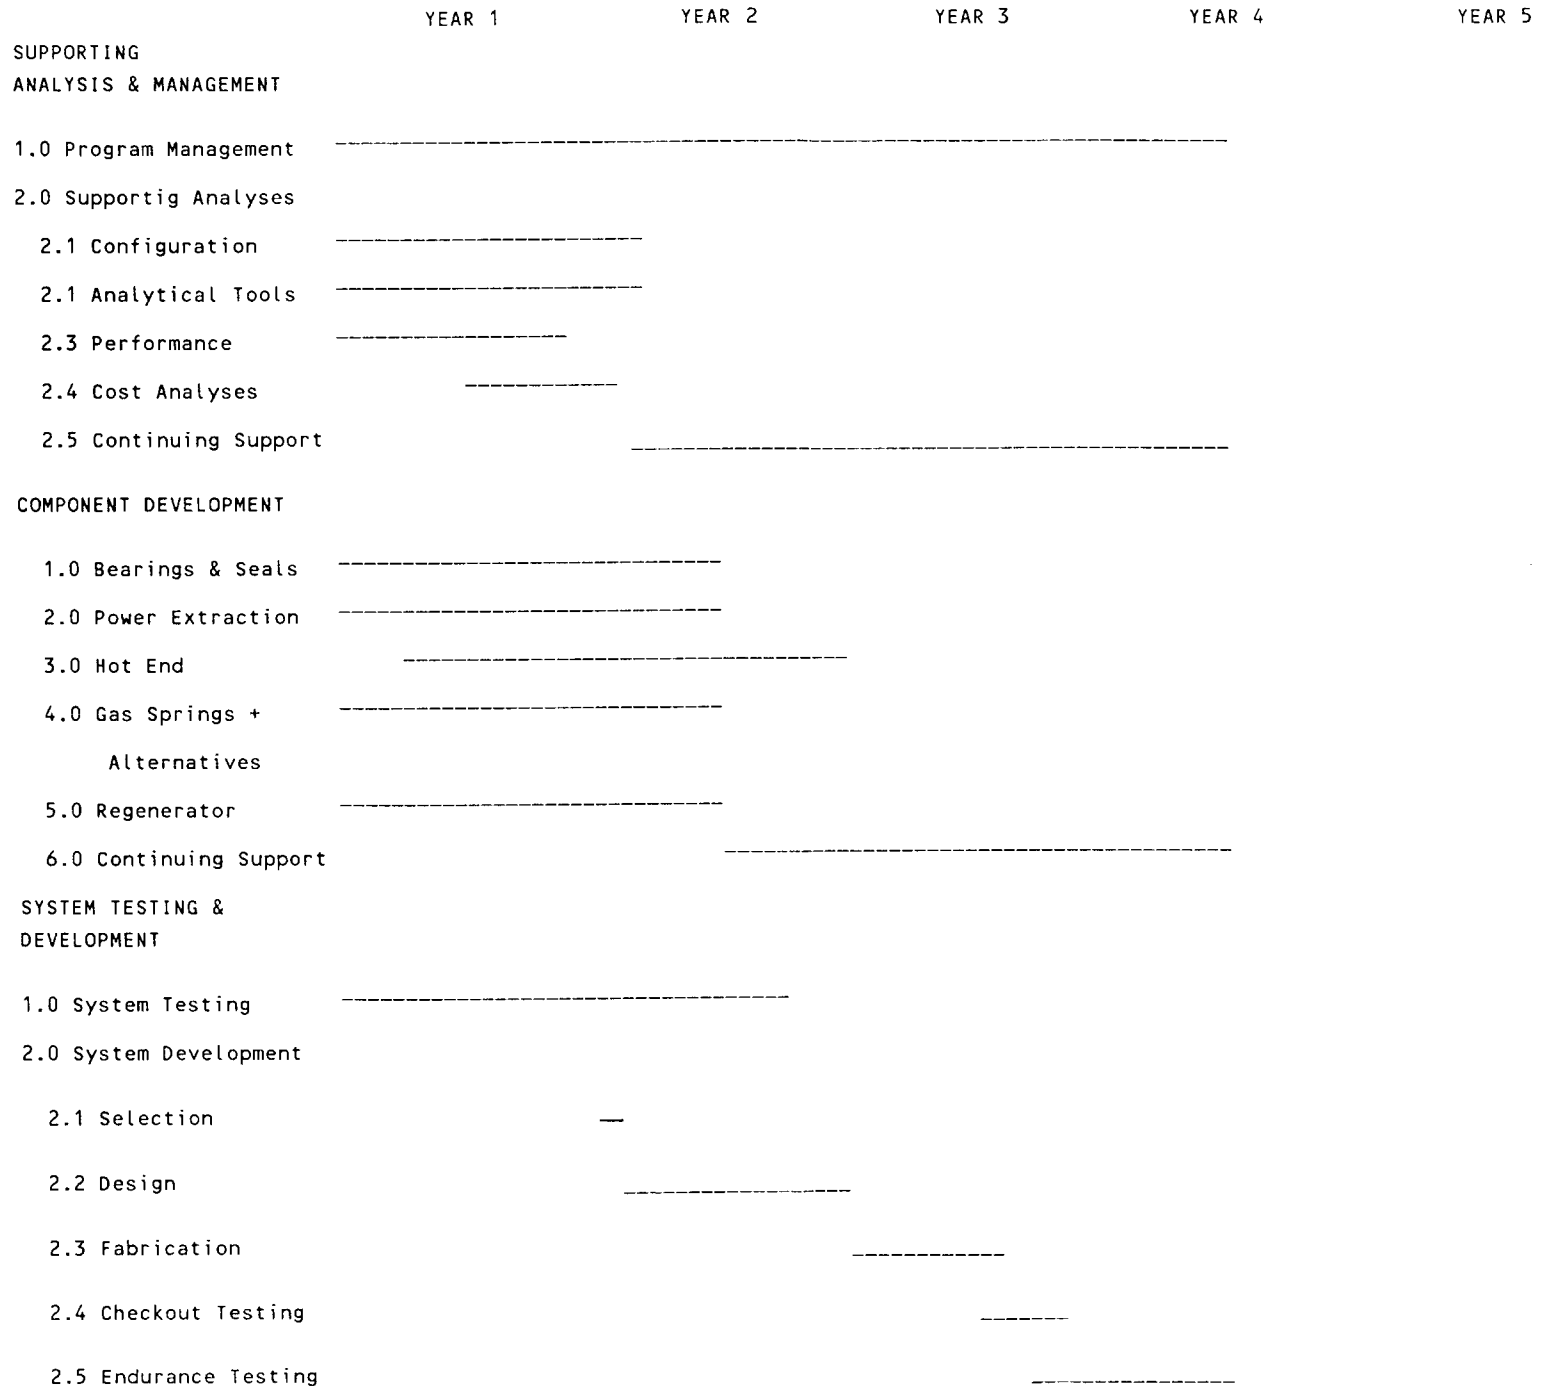 YEAR 1 YEAR 2 YEAR 3 YEAR 4 YEAR 5
SUPPORTING
ANALYSIS & MANAGEMENT
1.0 Program Management
2.0 Supportig Analyses
2.1 Configuration
2.1 Analytical Tools
2.3 Performance
2.4 Cost Analyses
2.5 Continuing Support
COMPONENT DEVELOPMENT
1.0 Bearings & Seals
2.0 Power Extraction
3.0 Hot End
4.0 Gas Springs +
Alternatives
5.0 Regenerator
6.0 Continuing Support
SYSTEM TESTING &
DEVELOPMENT
1.0 System Testing
2.0 System Development
2.1 Selection
2.2 Design
2.3 Fabrication
2.4 Checkout Testing
2.5 Endurance Testing